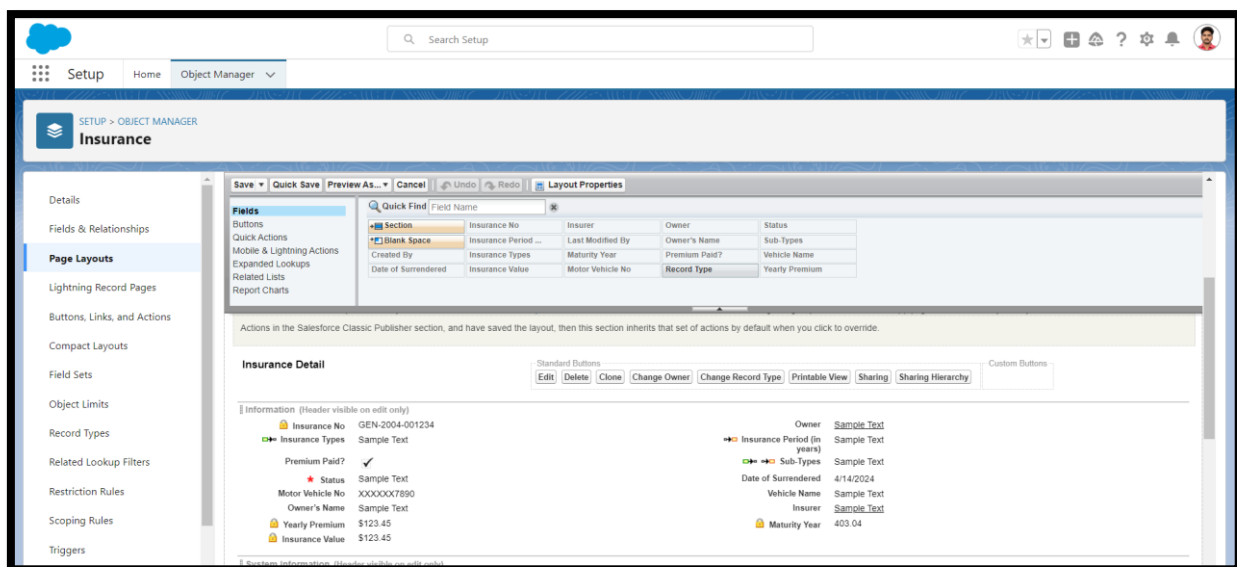 Search Setup
Setup Home Object Manager
SETUP > OBJECT MANAGER
Insurance
Details
Fields & Relationships
Page Layouts
Lightning Record Pages
Buttons, Links, and Actions
Compact Layouts
Field Sets
Object Limits
Record Types
Related Lookup Filters
Restriction Rules
Scoping Rules
Triggers
Save Quick Save Preview As... Cancel Undo Redo Layout Properties
Fields
Buttons
Quick Actions
Mobile & Lightning Actions
Expanded Lookups
Related Lists
Report Charts
Quick Find Field Name
Section Insurance No Insurer Owner Status
Blank Space Insurance Period ... Last Modified By Owner's Name Sub-Types
Created By Insurance Types Maturity Year Premium Paid? Vehicle Name
Date of Surrendered Insurance Value Motor Vehicle No Record Type Yearly Premium
Actions in the Salesforce Classic Publisher section, and have saved the layout, then this section inherits that set of actions by default when you click to override.
Insurance Detail
Standard Buttons
Edit Delete Clone Change Owner Change Record Type Printable View Sharing Sharing Hierarchy
Custom Buttons
Information (Header visible on edit only)
Insurance No GEN-2004-001234 Owner Sample Text
Insurance Types Sample Text Insurance Period (in
years) Sample Text
Premium Paid? Sub-Types Sample Text
Status Sample Text Date of Surrendered 4/14/2024
Motor Vehicle No XXXXXX7890 Vehicle Name Sample Text
Owner's Name Sample Text Insurer Sample Text
Yearly Premium $123.45 Maturity Year 403.04
Insurance Value $123.45
System Information (Header visible on edit only)